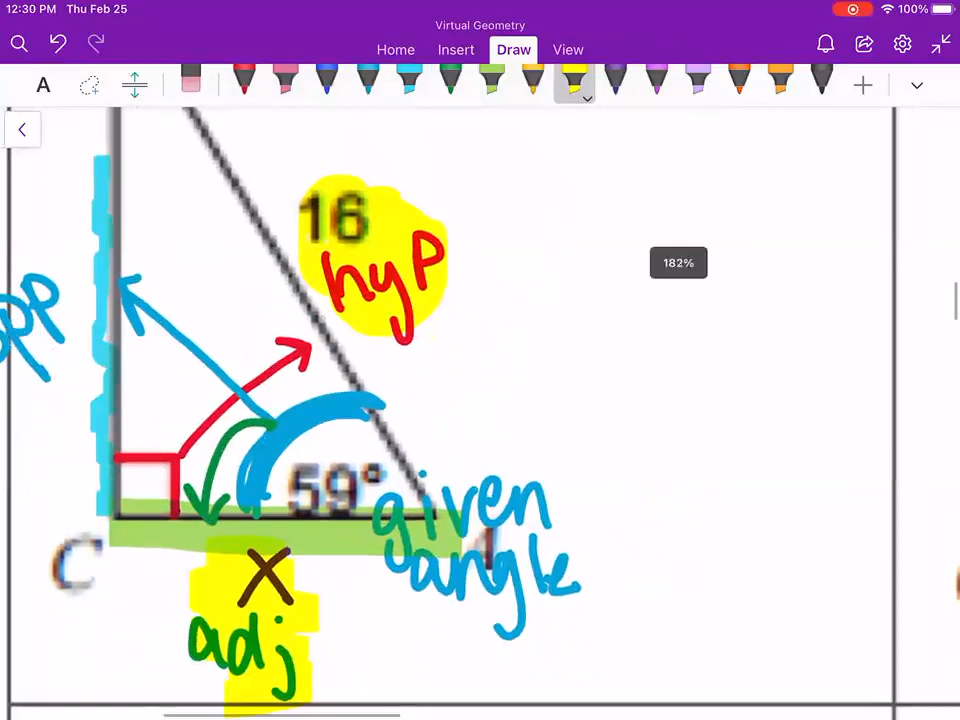 12:30 PM Thu Feb 25
100%
Virtual Geometry
Home Insert Draw View
A
182%
16
hyp
opp
59°
given
angle
C
X
adj